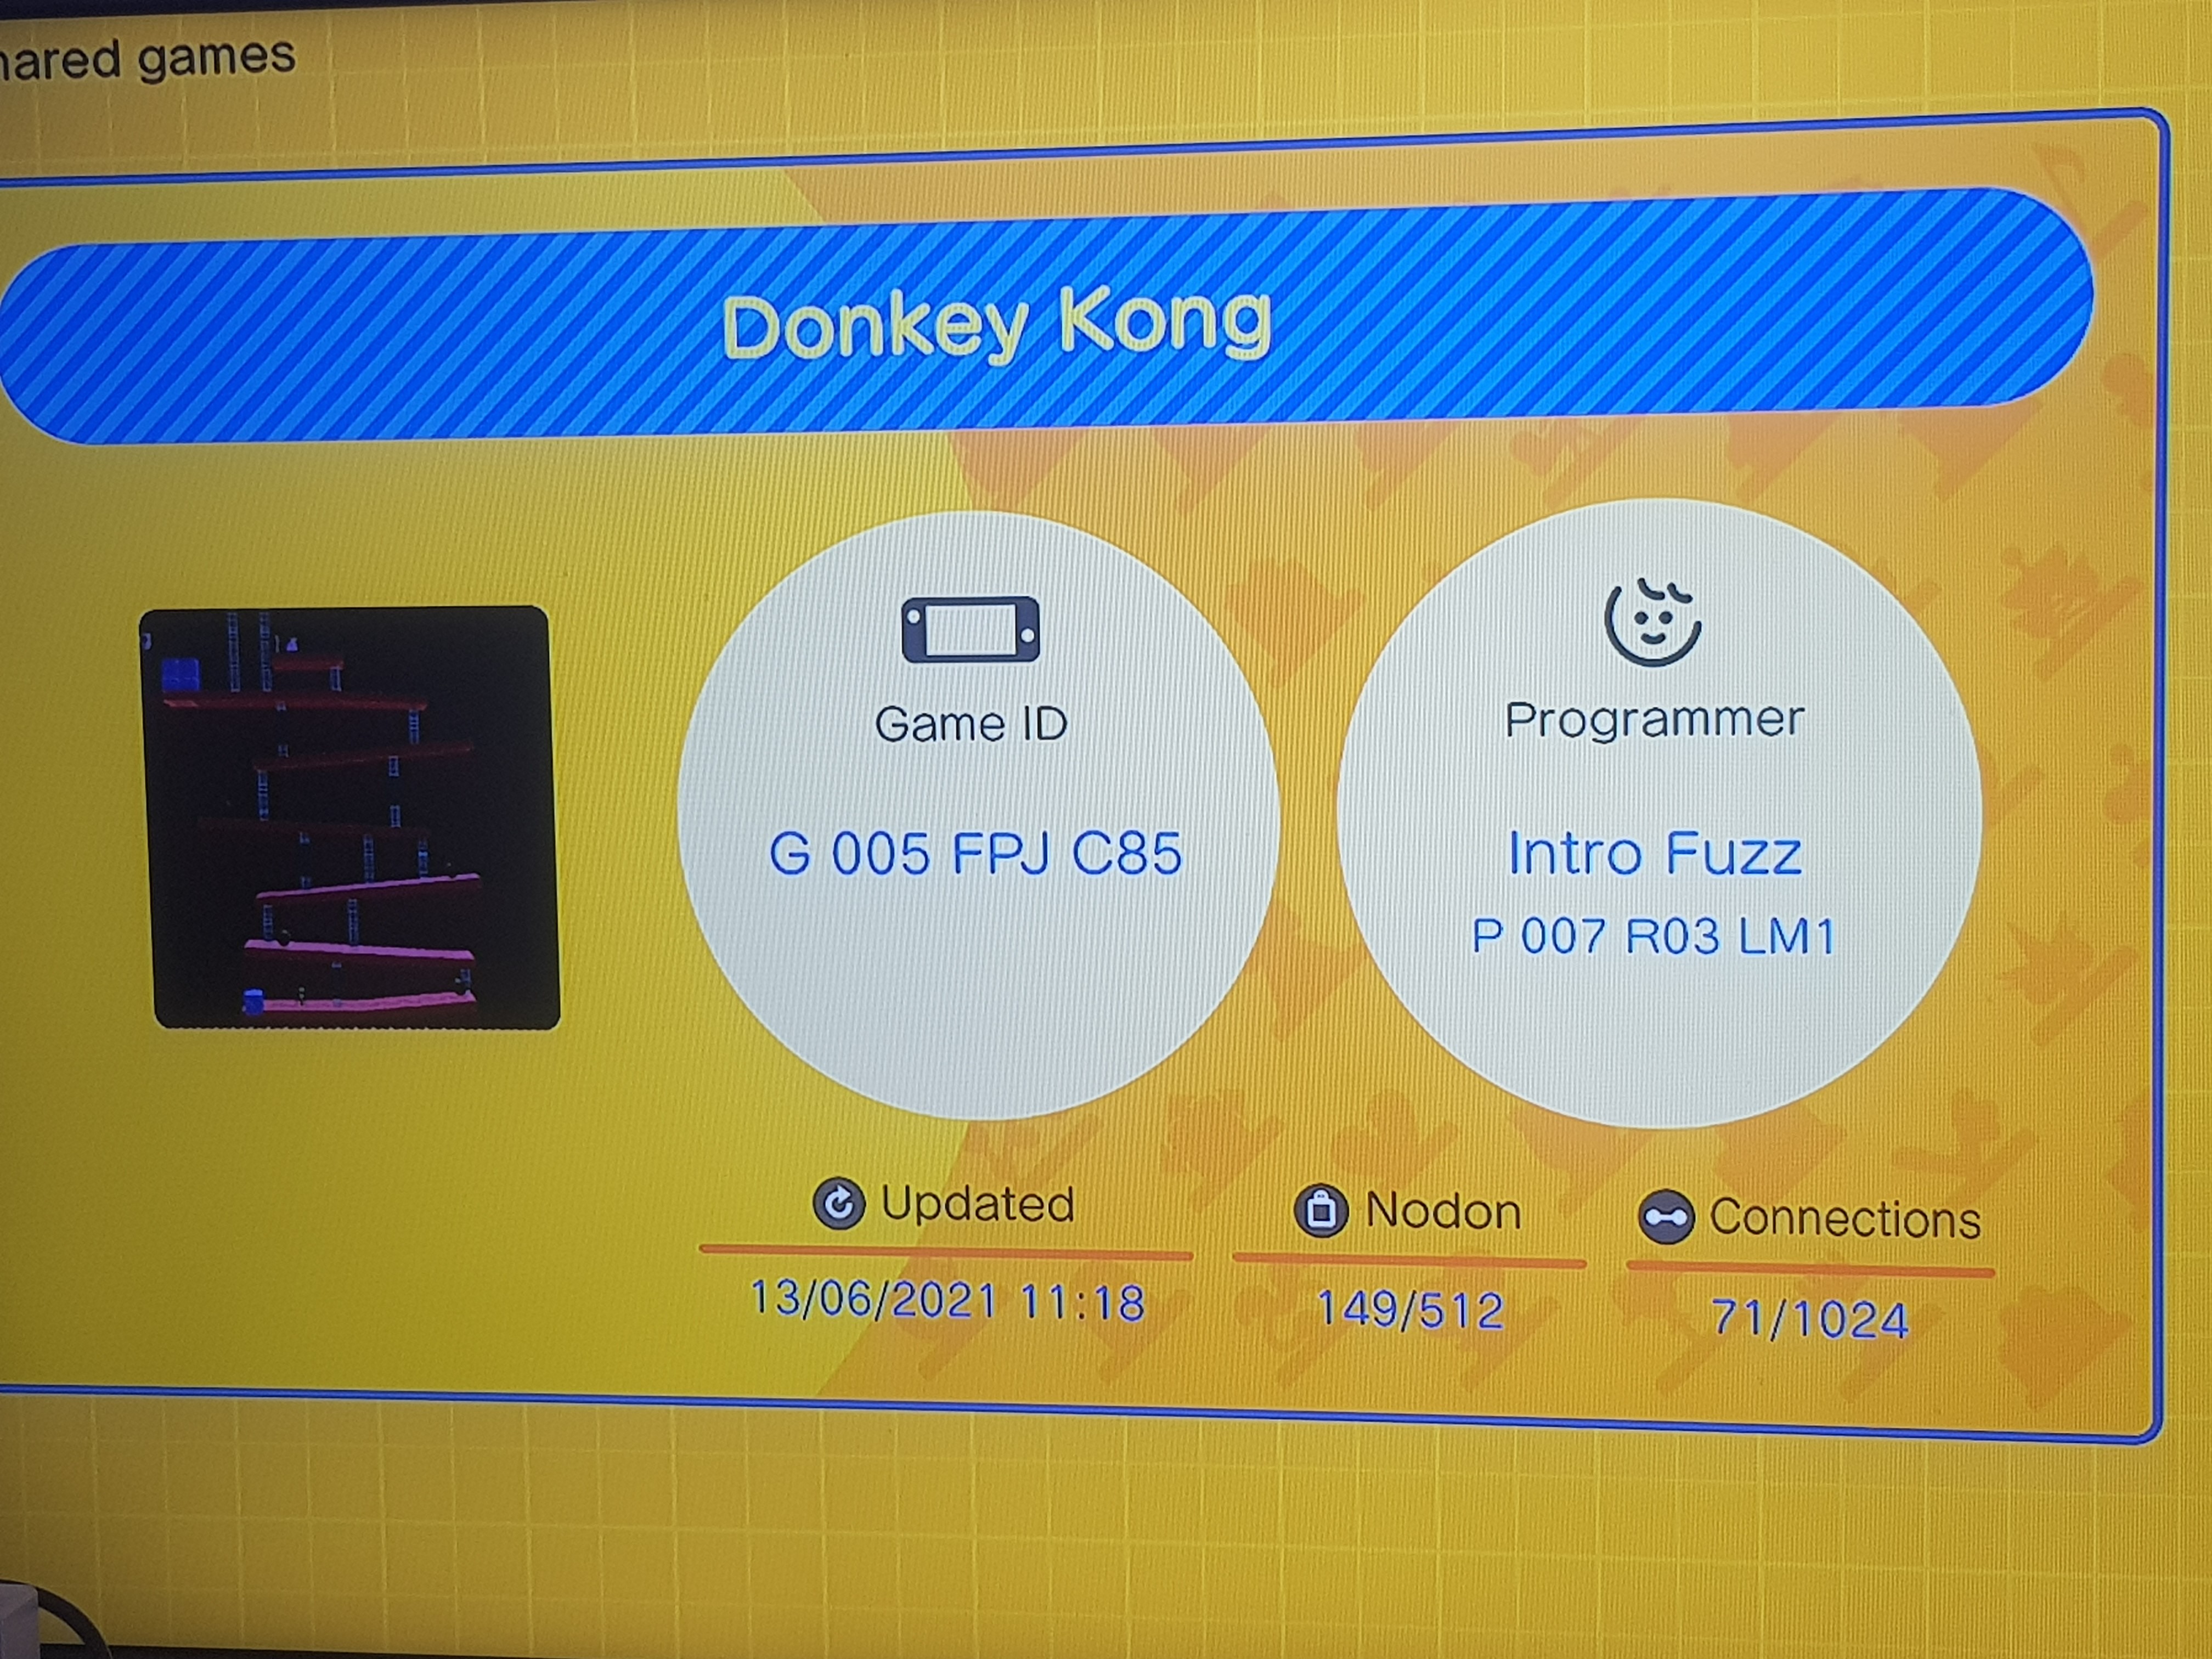 hared games
Donkey Kong
Game ID
G 005 FPJ C85
Programmer
Intro Fuzz
P 007 R03 LM1
Updated
13/06/2021 11:18
Nodon
149/512
Connections
71/1024